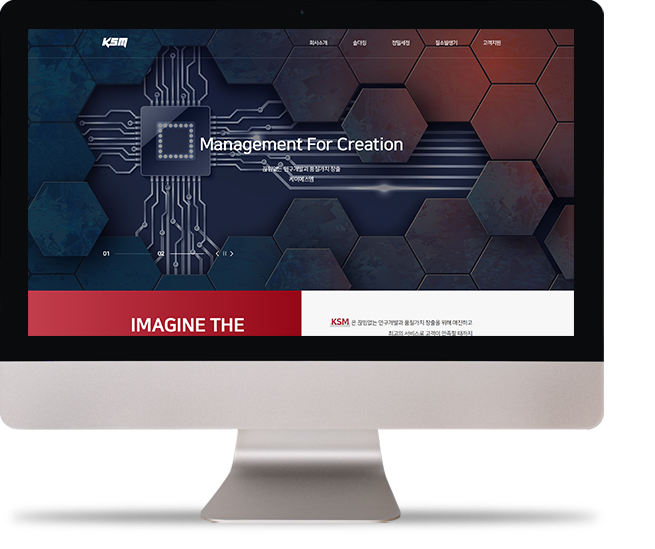 KSM
회사소개 솔더링 정밀세정 질소발생기 고객지원
Management For Creation
끊임없는 연구개발과 품질가치 창출
케이에스엠
01 02
IMAGINE THE
KSM 은 끊임없는 연구개발과 품질가치 창출을 위해 매진하고
최고의 서비스로 고객이 만족할 때까지